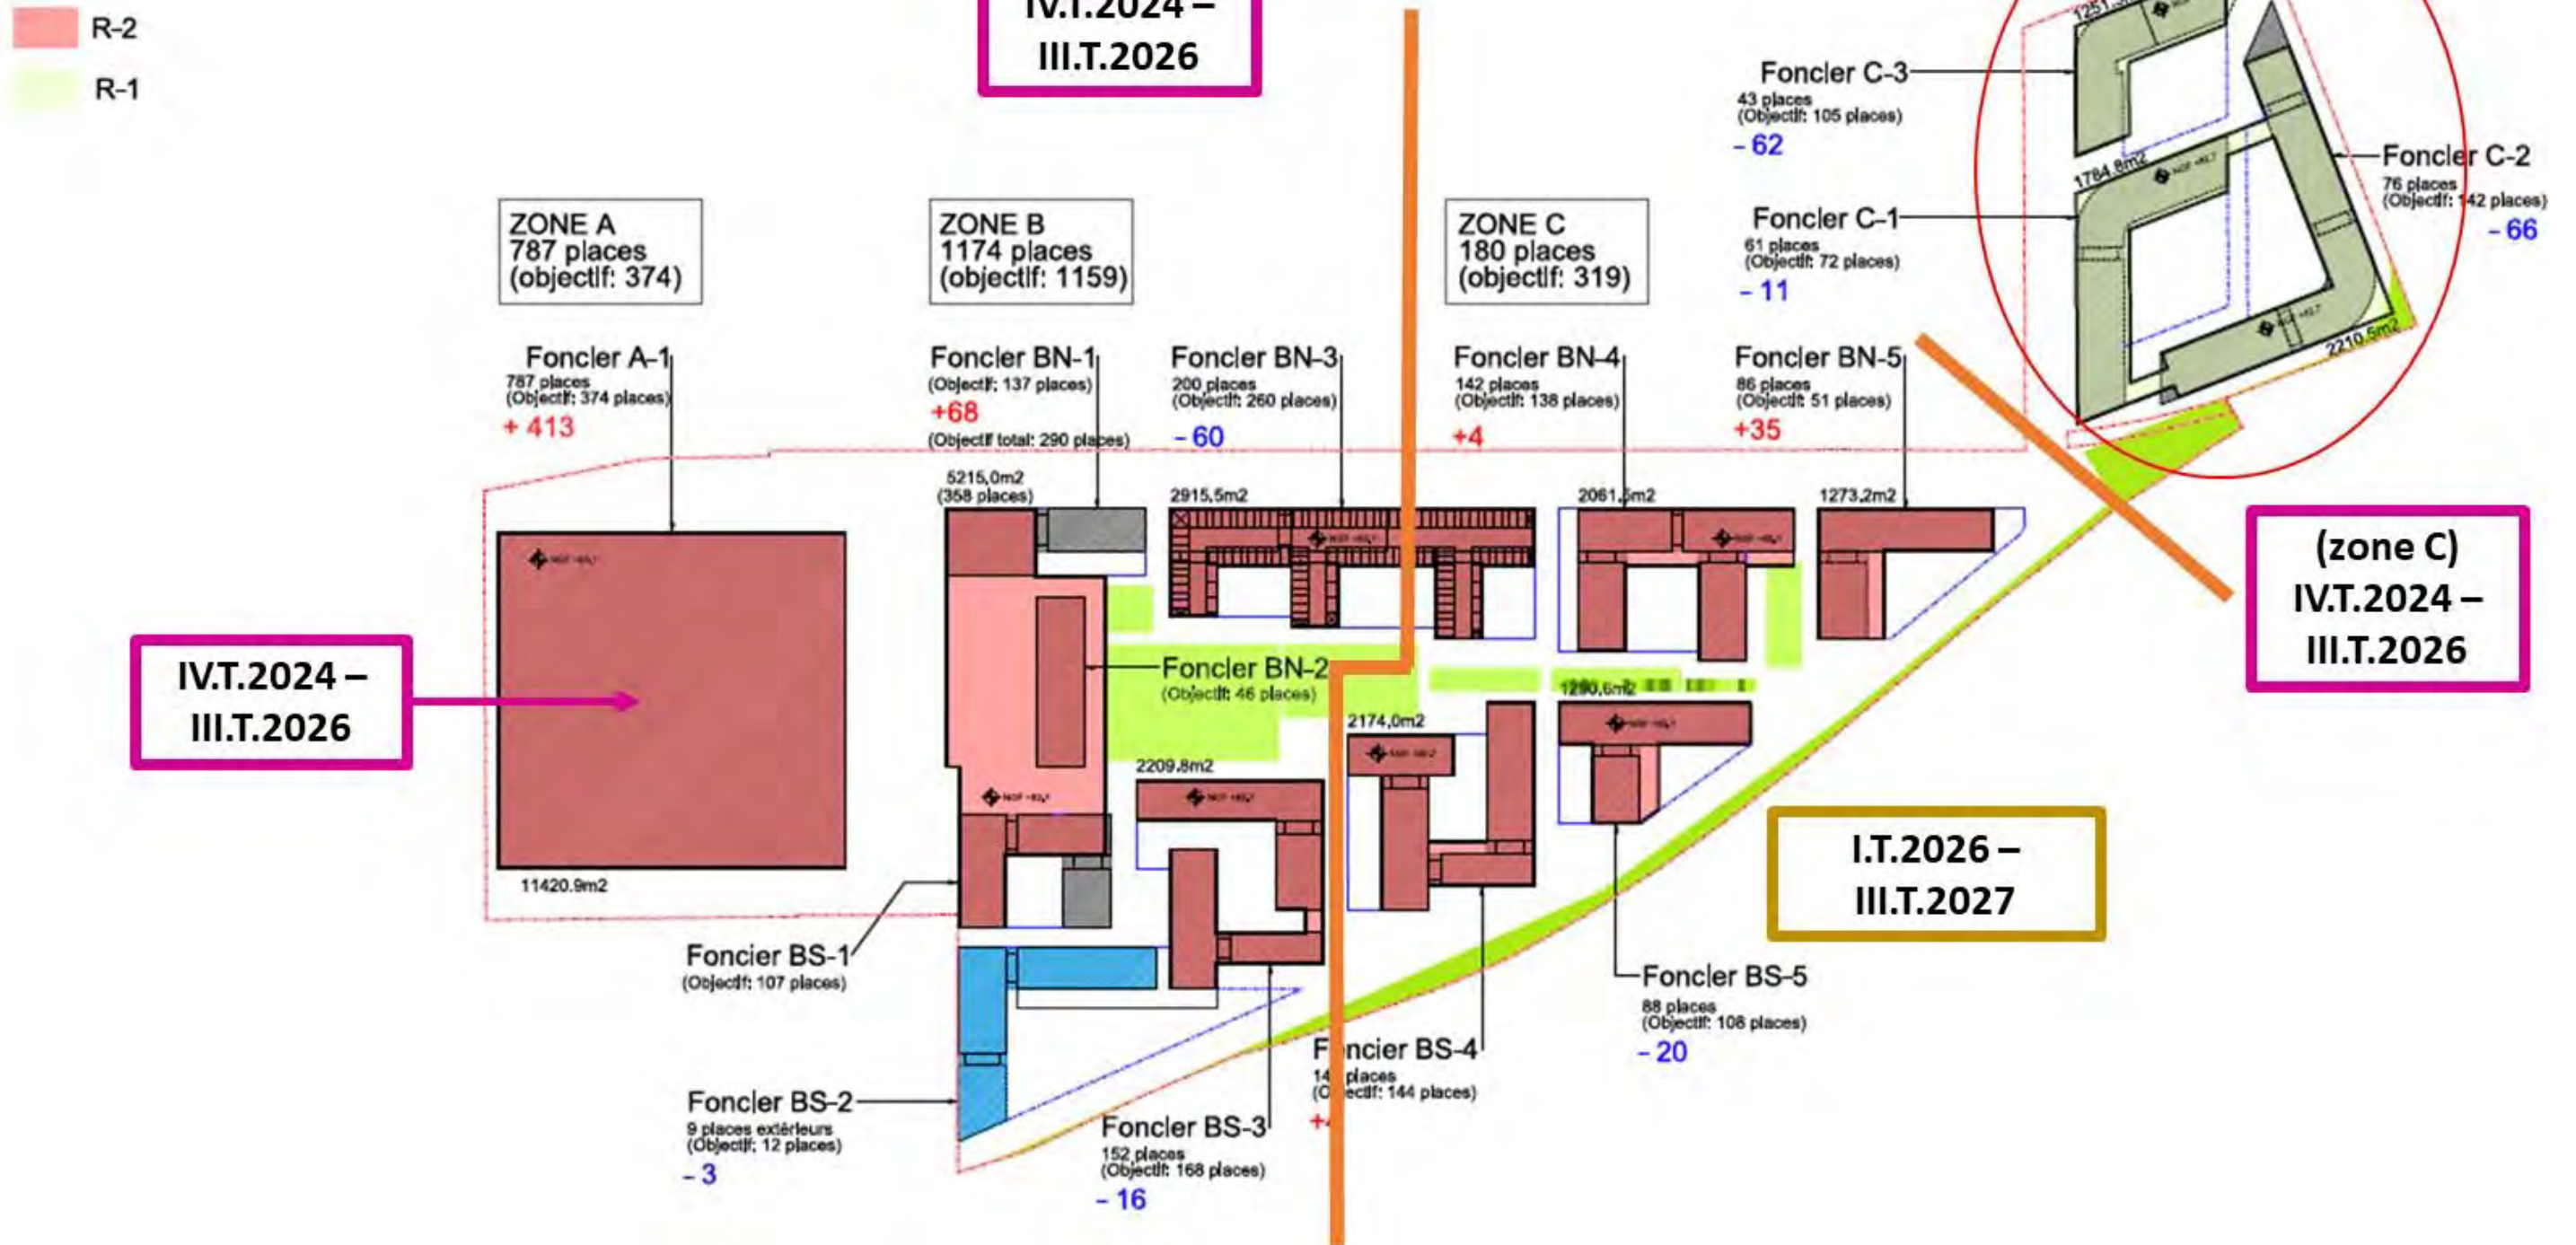 R-2
R-1
IV.T.2024 –
III.T.2026
Foncier C-3
43 places
(Objectif: 105 places)
- 62
1784.8m2
Foncier C-2
76 places
(Objectif: 142 places)
- 66
Foncier C-1
61 places
(Objectif: 72 places)
- 11
2210.5m2
ZONE A
787 places
(objectif: 374)
ZONE B
1174 places
(objectif: 1159)
ZONE C
180 places
(objectif: 319)
Foncier A-1
787 places
(Objectif: 374 places)
+ 413
Foncier BN-1
(Objectif: 137 places)
+68
(Objectif total: 290 places)
Foncier BN-3
200 places
(Objectif: 260 places)
- 60
Foncier BN-4
142 places
(Objectif: 138 places)
+4
Foncier BN-5
86 places
(Objectif: 51 places)
+35
5215,0m2
(358 places)
2915,5m2
1273,2m2
(zone C)
IV.T.2024 –
III.T.2026
IV.T.2024 –
III.T.2026
Foncier BN-2
(Objectif: 46 places)
1290,6m2
2174,0m2
2209.8m2
I.T.2026 –
III.T.2027
11420.9m2
Foncier BS-1
(Objectif: 107 places)
Foncier BS-5
88 places
(Objectif: 108 places)
- 20
Foncier BS-4
places
(Objectif: 144 places)
Foncier BS-2
9 places extérieurs
(Objectif: 12 places)
- 3
Foncier BS-3
152 places
(Objectif: 168 places)
- 16